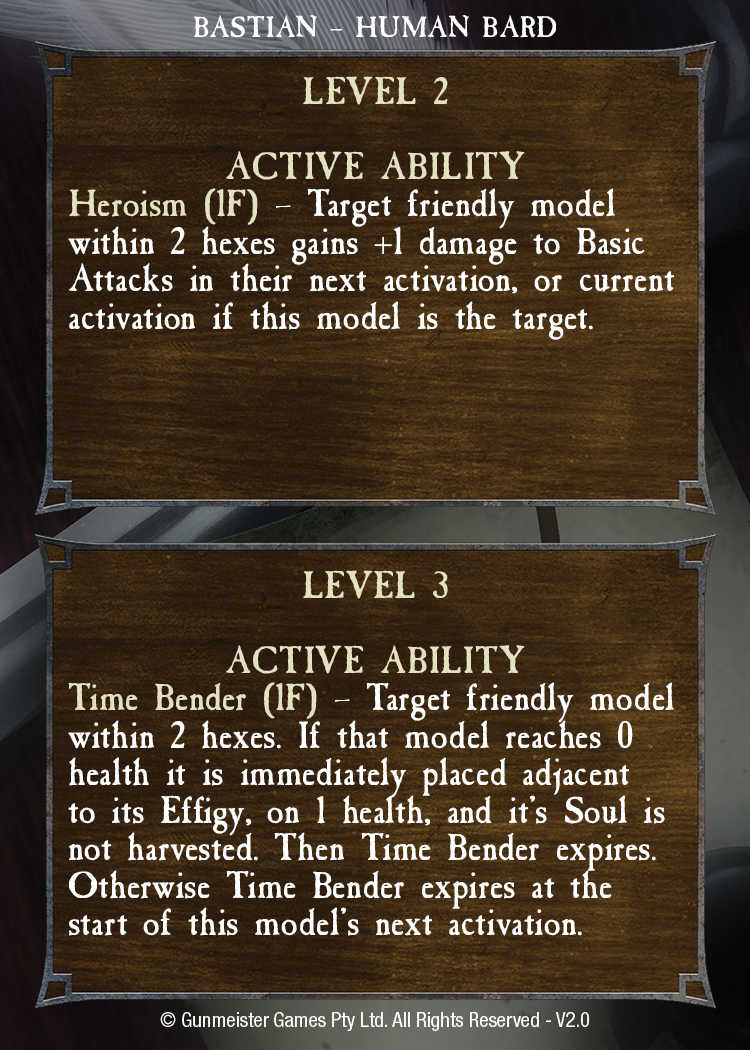 BASTIAN – HUMAN BARD
LEVEL 2
ACTIVE ABILITY
Heroism (1F) – Target friendly model
within 2 hexes gains +1 damage to Basic
Attacks in their next activation, or current
activation if this model is the target.
LEVEL 3
ACTIVE ABILITY
Time Bender (1F) – Target friendly model
within 2 hexes. If that model reaches 0
health it is immediately placed adjacent
to its Effigy, on 1 health, and it's Soul is
not harvested. Then Time Bender expires.
Otherwise Time Bender expires at the
start of this model's next activation.
© Gunmeister Games Pty Ltd. All Rights Reserved - V2.0